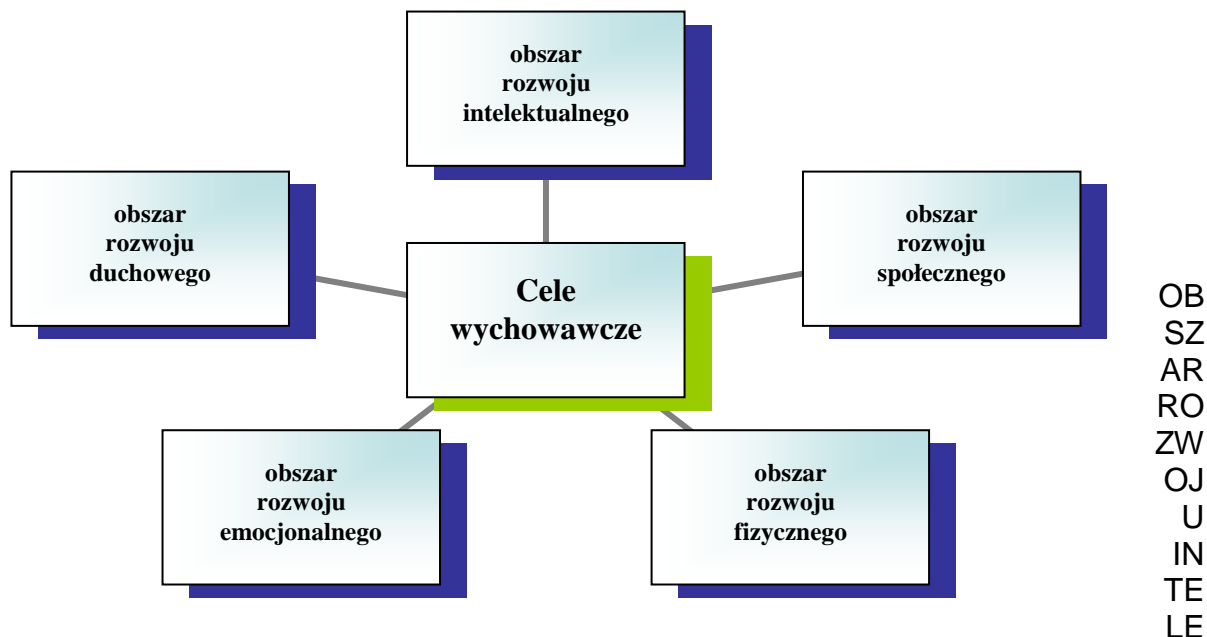 obszar
rozwoju
intelektualnego
obszar
rozwoju
duchowego
obszar
rozwoju
społecznego
Cele
wychowawcze
obszar
rozwoju
emocjonalnego
obszar
rozwoju
fizycznego
OB
SZ
AR
RO
ZW
OJ
U
IN
TE
LE